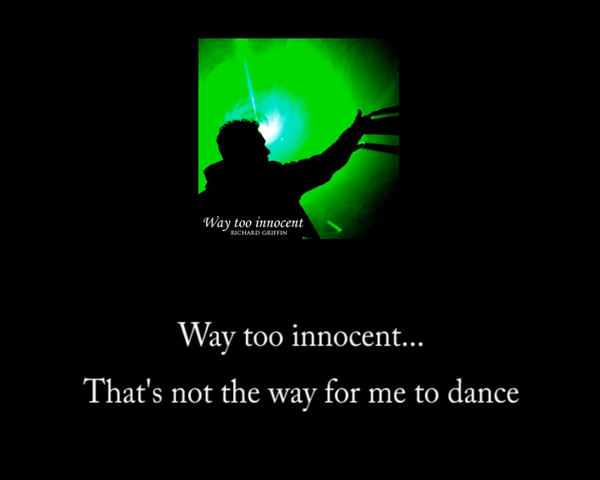 Way too innocent
RICHARD GRIFFIN
Way too innocent...
That's not the way for me to dance